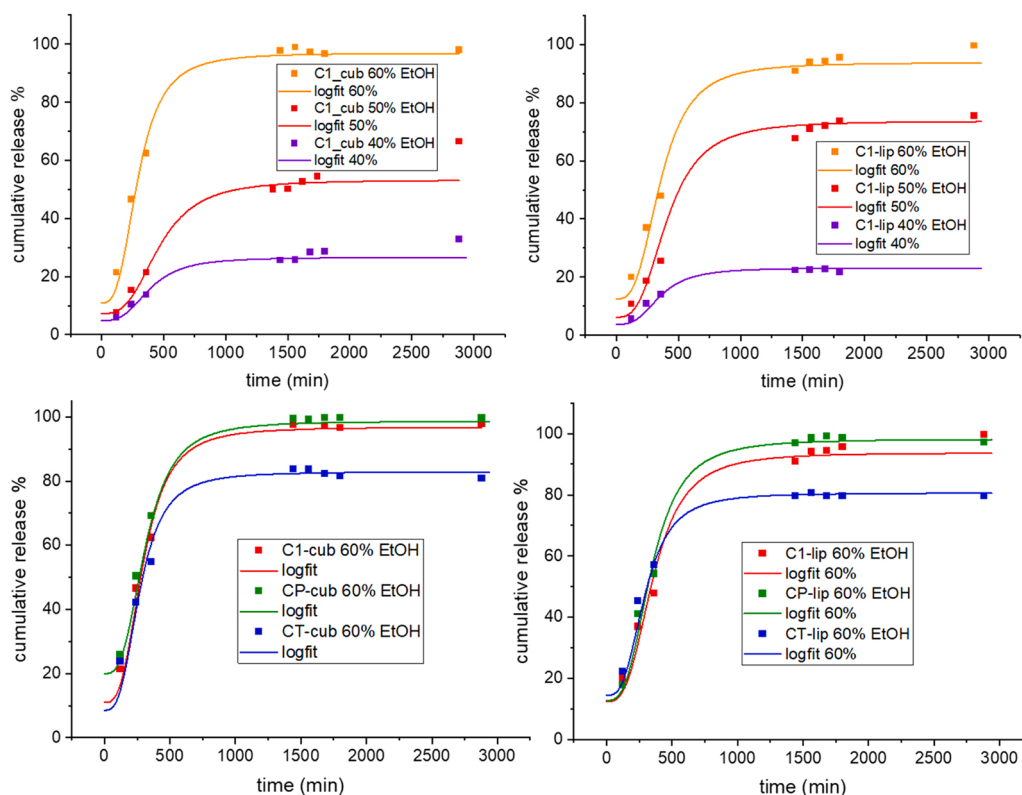 cumulative release %
100
80
60
40
20
0
C1_cub 60% EtOH
logfit 60%
C1_cub 50% EtOH
logfit 50%
C1_cub 40% EtOH
logfit 40%
0 500 1000 1500 2000 2500 3000
time (min)
cumulative release %
100
80
60
40
20
0
C1-lip 60% EtOH
logfit 60%
C1-lip 50% EtOH
logfit 50%
C1-lip 40% EtOH
logfit 40%
0 500 1000 1500 2000 2500 3000
time (min)
cumulative release %
100
80
60
40
20
0
C1-cub 60% EtOH
logfit
CP-cub 60% EtOH
logfit
CT-cub 60% EtOH
logfit
0 500 1000 1500 2000 2500 3000
time (min)
cumulative release %
100
80
60
40
20
0
C1-lip 60% EtOH
logfit 60%
CP-lip 60% EtOH
logfit 60%
CT-lip 60% EtOH
logfit 60%
0 500 1000 1500 2000 2500 3000
time (min)